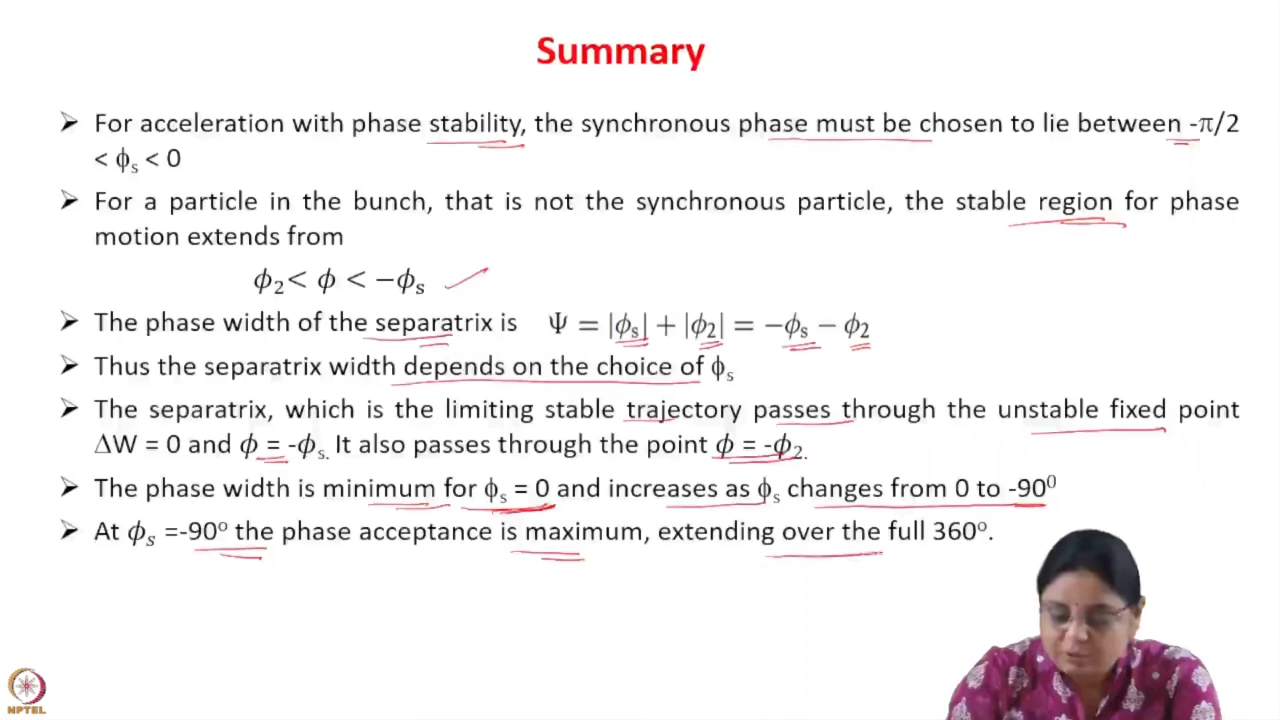 Summary
➢ For acceleration with phase stability, the synchronous phase must be chosen to lie between -π/2
< ϕₛ < 0
➢ For a particle in the bunch, that is not the synchronous particle, the stable region for phase
motion extends from
ϕ₂< ϕ < −ϕₛ
➢ The phase width of the separatrix is Ψ = |ϕₛ| + |ϕ₂| = −ϕₛ − ϕ₂
➢ Thus the separatrix width depends on the choice of ϕₛ
➢ The separatrix, which is the limiting stable trajectory passes through the unstable fixed point
ΔW = 0 and ϕ = -ϕₛ. It also passes through the point ϕ = -ϕ₂.
➢ The phase width is minimum for ϕₛ = 0 and increases as ϕₛ changes from 0 to -90⁰
➢ At ϕₛ =-90ᵒ the phase acceptance is maximum, extending over the full 360ᵒ.
NPTEL